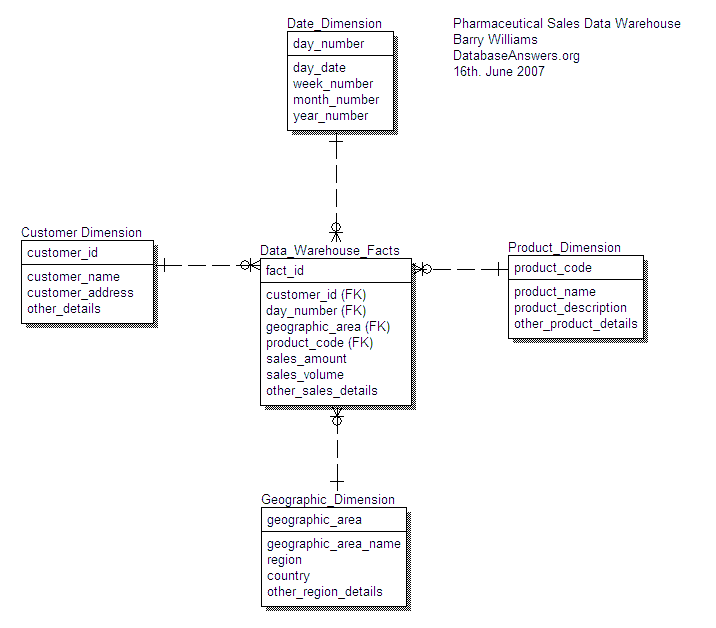 Date_Dimension
day_number
day_date
week_number
month_number
year_number
Pharmaceutical Sales Data Warehouse
Barry Williams
DatabaseAnswers.org
16th. June 2007
Customer Dimension
customer_id
customer_name
customer_address
other_details
Data_Warehouse_Facts
fact_id
customer_id (FK)
day_number (FK)
geographic_area (FK)
product_code (FK)
sales_amount
sales_volume
other_sales_details
Product_Dimension
product_code
product_name
product_description
other_product_details
Geographic_Dimension
geographic_area
geographic_area_name
region
country
other_region_details